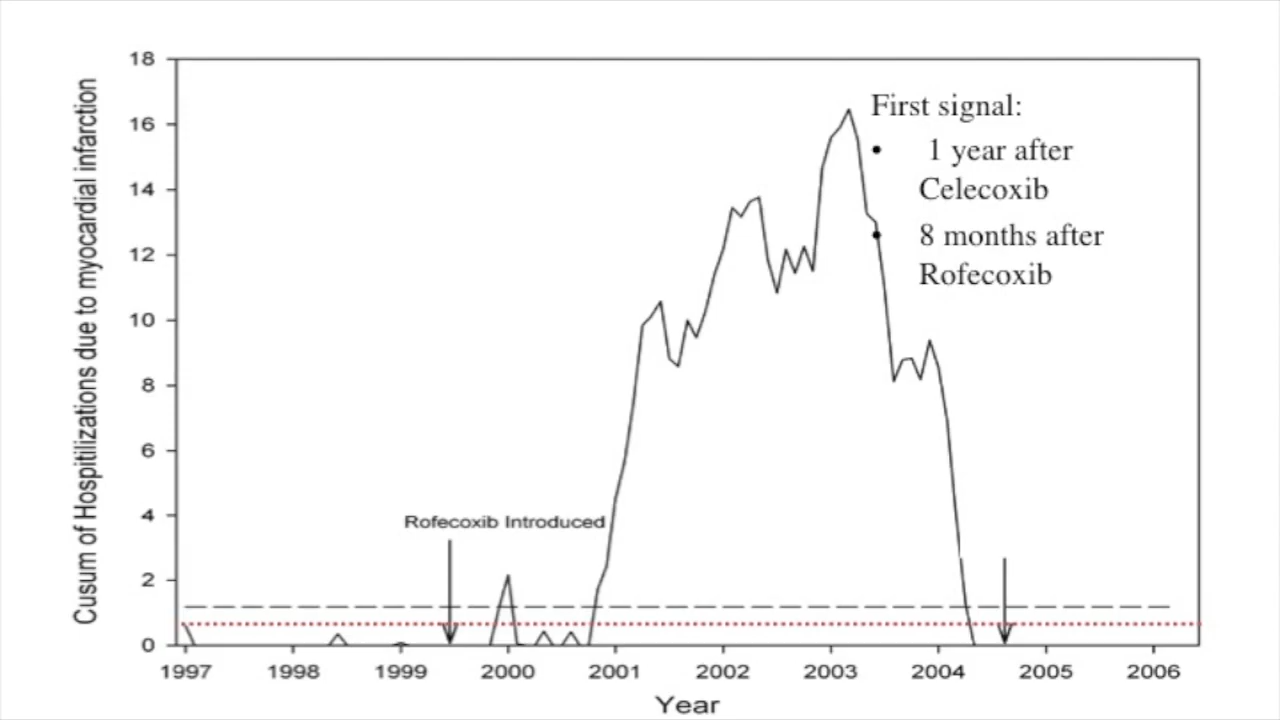 18
16
14
12
10
8
6
4
2
0
Cusum of Hospitilizations due to myocardial infarction
First signal:
• 1 year after
Celecoxib
• 8 months after
Rofecoxib
Rofecoxib Introduced
1997 1998 1999 2000 2001 2002 2003 2004 2005 2006
Year